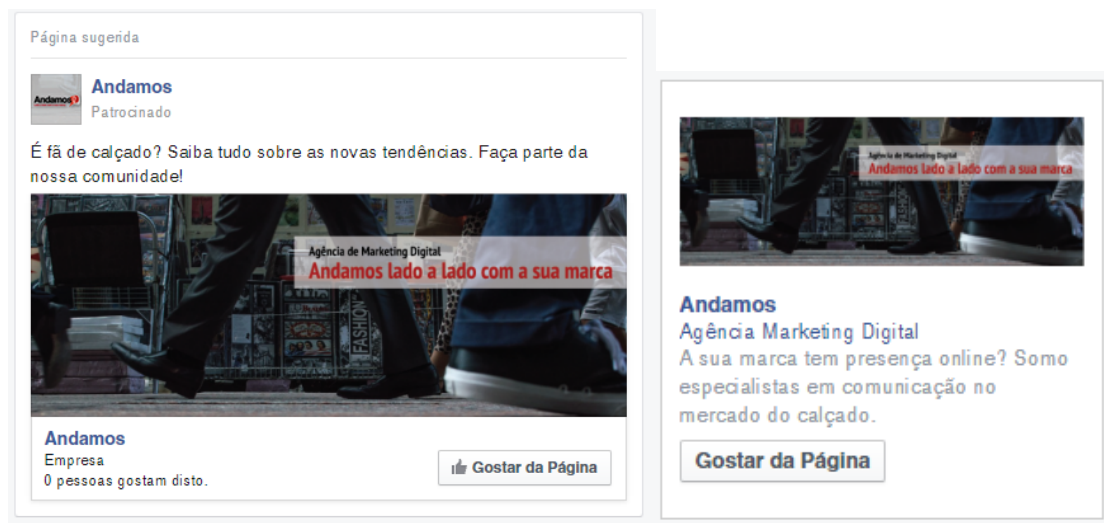 Página sugerida
Andamos
Andamos
Patrocinado
É fã de calçado? Saiba tudo sobre as novas tendências. Faça parte da
nossa comunidade!
Agência de Marketing Digital
Andamos lado a lado com a sua marca
FASHION
Andamos
Empresa
0 pessoas gostam disto.
Gostar da Página
Agência de Marketing Digital
Andamos lado a lado com a sua marca
FASHION
Andamos
Agência Marketing Digital
A sua marca tem presença online? Somo
especialistas em comunicação no
mercado do calçado.
Gostar da Página